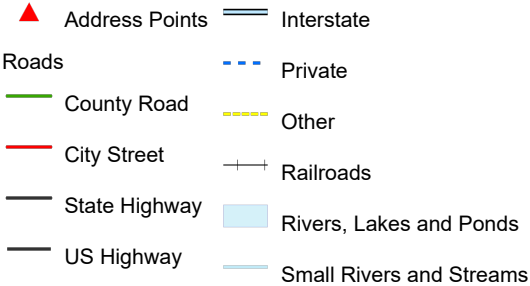 Address Points
Roads
County Road
City Street
State Highway
US Highway
Interstate
Private
Other
Railroads
Rivers, Lakes and Ponds
Small Rivers and Streams